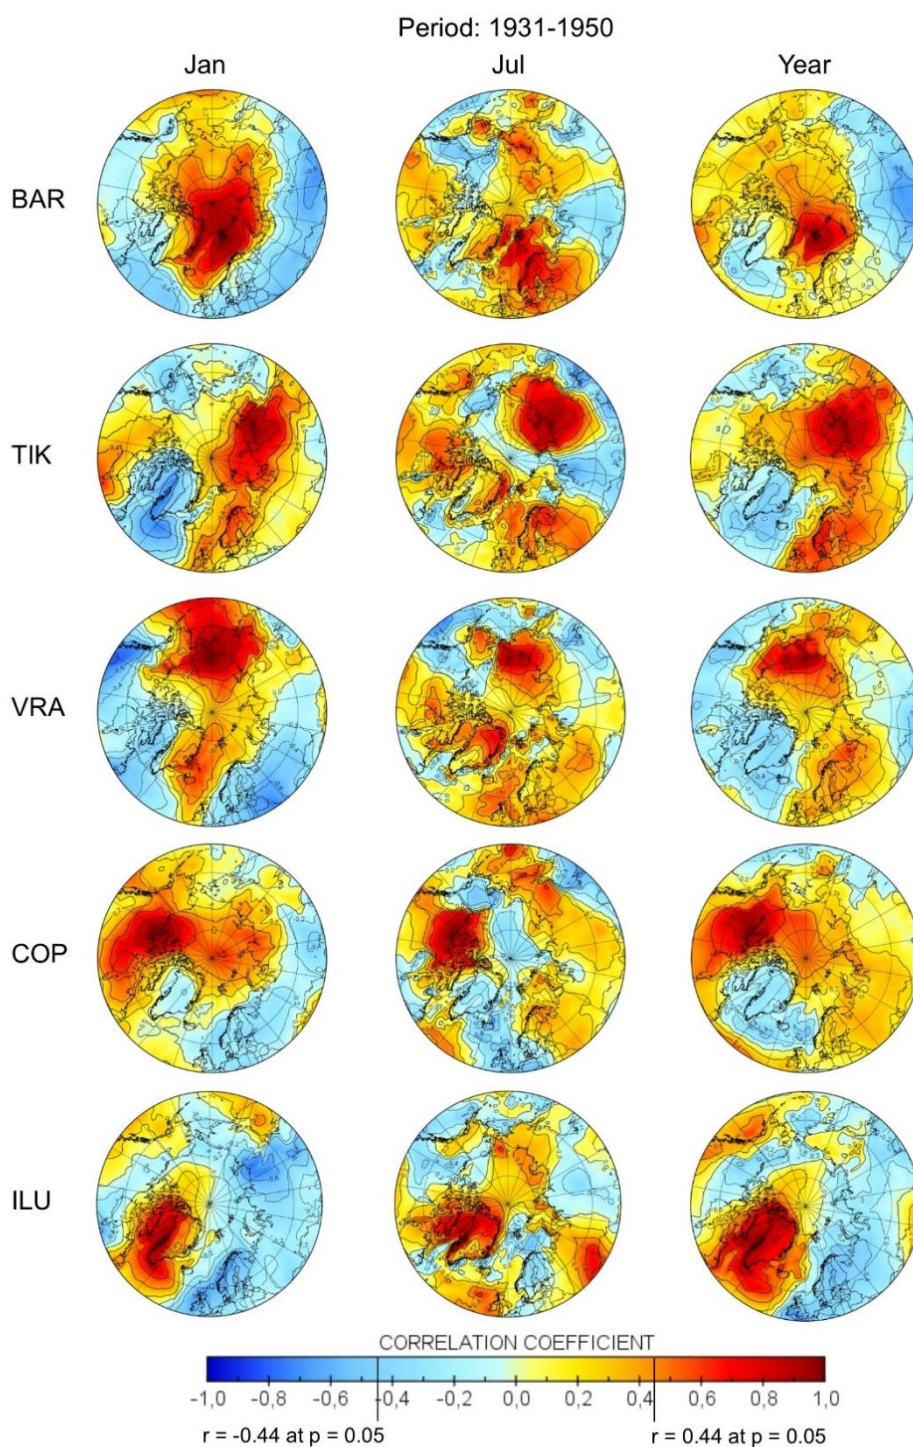 Period: 1931-1950
Jan Jul Year
BAR
TIK
VRA
COP
ILU
CORRELATION COEFFICIENT
-1,0 -0,8 -0,6 -0,4 -0,2 0,0 0,2 0,4 0,6 0,8 1,0
r = -0.44 at p = 0.05 r = 0.44 at p = 0.05